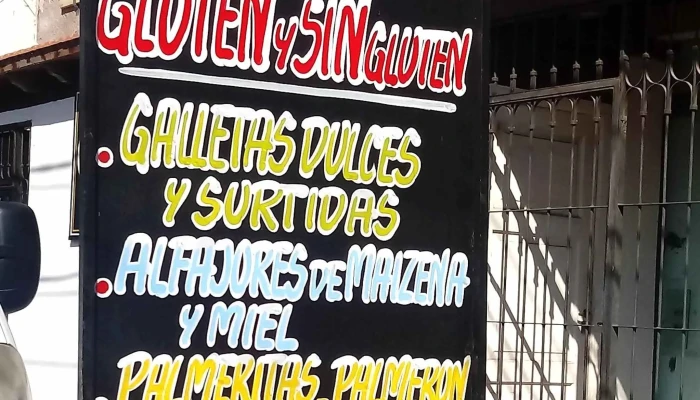 GLUTEN y SIN GLUTEN
• GALLETAS DULCES
Y SURTIDAS
• ALFAJORES DE MAIZENA
Y MIEL
• PALMERITAS. PALMERON